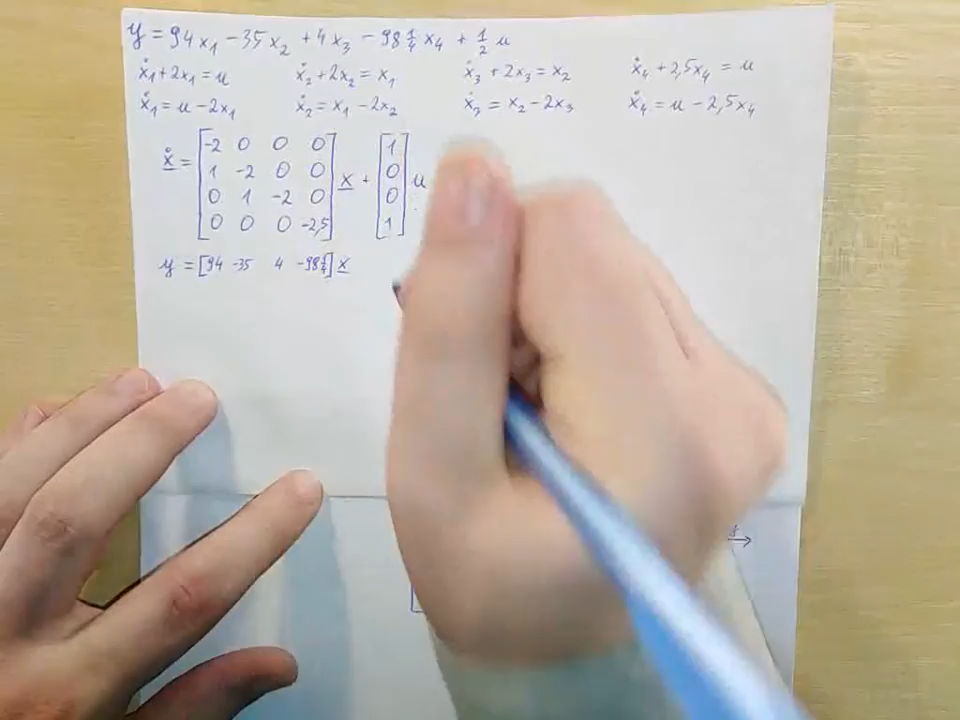 y = 94x₁ - 35x₂ + 4x₃ - 98¼x₄ + ½u
ẋ₁+2x₁ = u ẋ₂+2x₂ = x₁ ẋ₃+2x₃ = x₂ ẋ₄+2,5x₄ = u
ẋ₁ = u - 2x₁ ẋ₂ = x₁ - 2x₂ ẋ₃ = x₂ - 2x₃ ẋ₄ = u - 2,5x₄
-2 0 0 0 1
ẋ = 1 -2 0 0 x + 0 u
0 1 -2 0 0
0 0 0 -2,5 1
y = [94 -35 4 -98¼] x